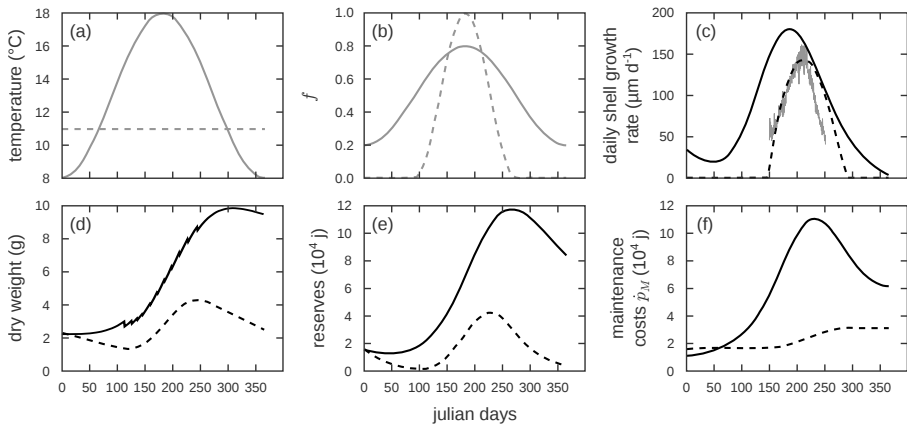 (a)
temperature (°C)
18
16
14
12
10
8
(b)
f
1.0
0.8
0.6
0.4
0.2
0.0
(c)
daily shell growth
rate (μm d⁻¹)
200
150
100
50
0
(d)
dry weight (g)
10
8
6
4
2
0
0 50 100 150 200 250 300 350
(e)
reserves (10⁴ j)
12
10
8
6
4
2
0
0 50 100 150 200 250 300 350
(f)
maintenance
costs ṗ_M (10⁴ j)
12
10
8
6
4
2
0
0 50 100 150 200 250 300 350
julian days